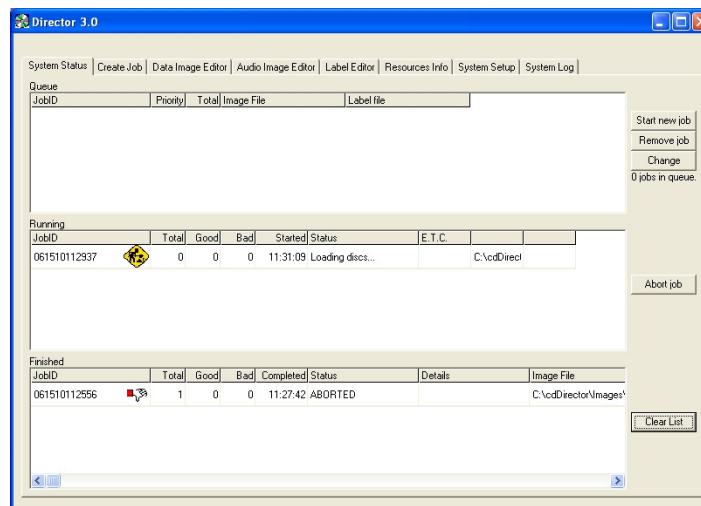 Director 3.0
System Status Create Job Data Image Editor Audio Image Editor Label Editor Resources Info System Setup System Log
Queue
JobID Priority Total Image File Label file
Start new job
Remove job
Change
0 jobs in queue.
Running
JobID Total Good Bad Started Status E.T.C.
061510112937 0 0 0 11:31:09 Loading discs... C:\cdDirect
Abort job
Finished
JobID Total Good Bad Completed Status Details Image File
061510112556 1 0 0 11:27:42 ABORTED C:\cdDirector\Images\
Clear List